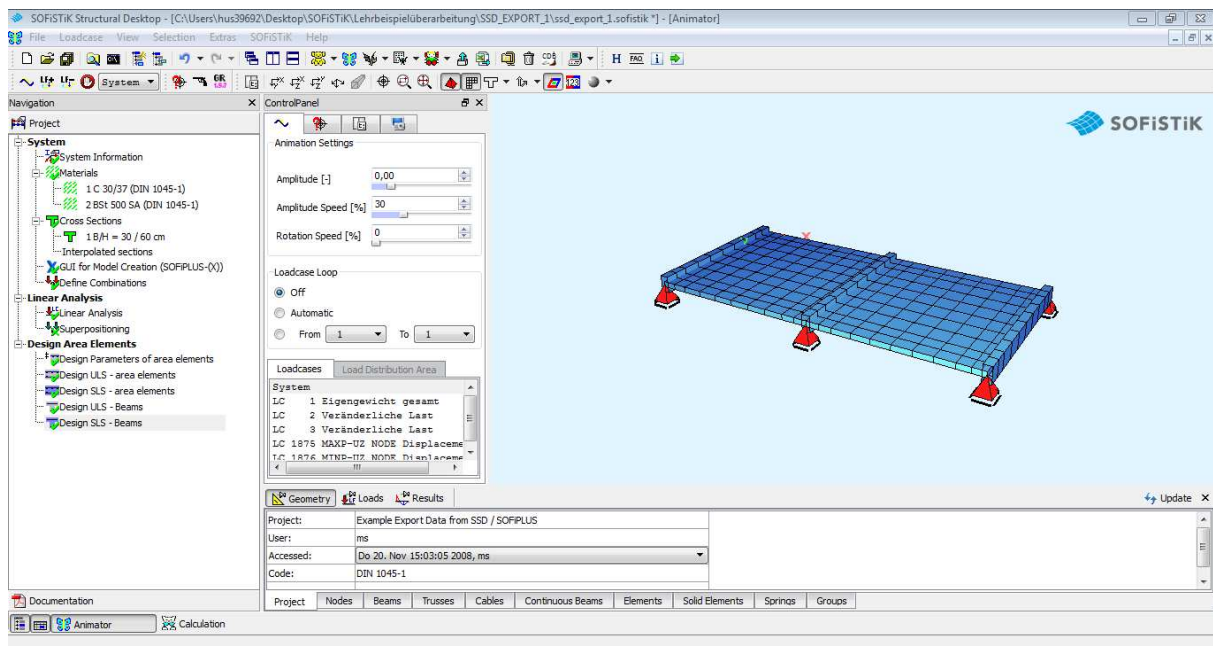 SOFiSTiK Structural Desktop - [C:\Users\hus39692\Desktop\SOFiSTiK\Lehrbeispielüberarbeitung\SSD_EXPORT_1\ssd_export_1.sofistik *] - [Animator]
File Loadcase View Selection Extras SOFiSTiK Help
H FAQ
System
Navigation
ControlPanel
Project
System
System Information
Materials
1 C 30/37 (DIN 1045-1)
2 BSt 500 SA (DIN 1045-1)
Cross Sections
1 B/H = 30 / 60 cm
Interpolated sections
GUI for Model Creation (SOFiPLUS-(X))
Define Combinations
Linear Analysis
Linear Analysis
Superpositioning
Design Area Elements
Design Parameters of area elements
Design ULS - area elements
Design SLS - area elements
Design ULS - Beams
Design SLS - Beams
Documentation
Animation Settings
Amplitude [-] 0,00
Amplitude Speed [%] 30
Rotation Speed [%] 0
Loadcase Loop
Off
Automatic
From 1 To 1
Loadcases Load Distribution Area
System
LC 1 Eigengewicht gesamt
LC 2 Veränderliche Last
LC 3 Veränderliche Last
LC 1875 MAXP-UZ NODE Displaceme
LC 1876 MINP-UZ NODE Displaceme
SOFiSTiK
X
Geometry Loads Results
Update
Project: Example Export Data from SSD / SOFiPLUS
User: ms
Accessed: Do 20. Nov 15:03:05 2008, ms
Code: DIN 1045-1
Project Nodes Beams Trusses Cables Continuous Beams Elements Solid Elements Springs Groups
Animator Calculation